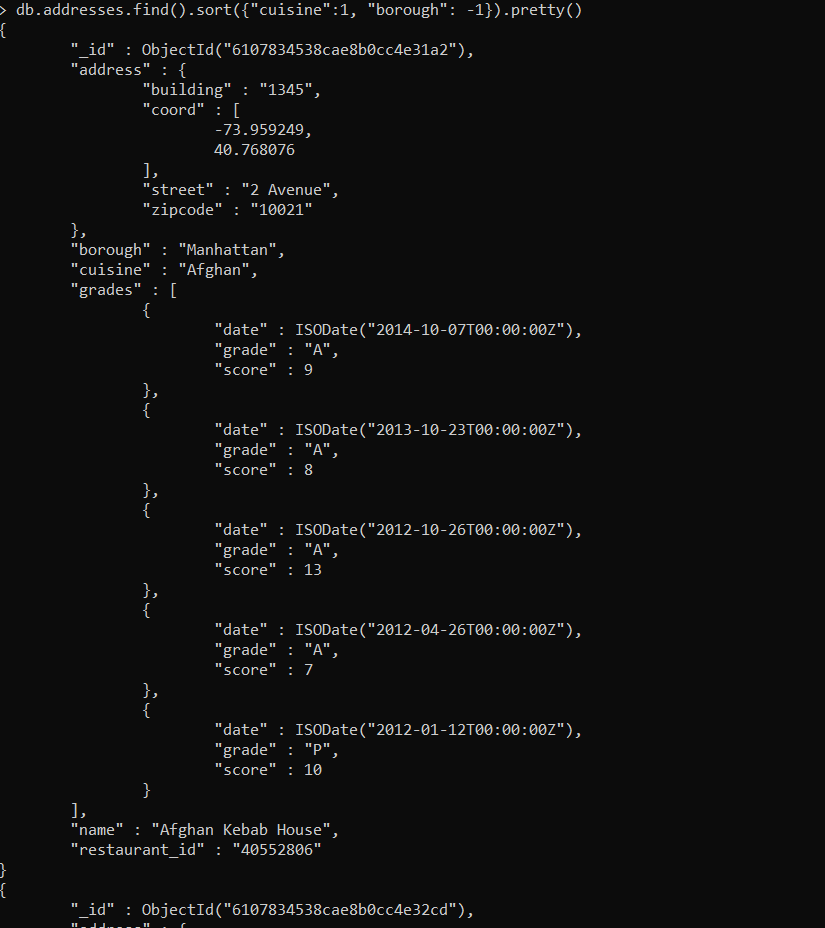 > db.addresses.find().sort({"cuisine":1, "borough": -1}).pretty()
{
        "_id" : ObjectId("6107834538cae8b0cc4e31a2"),
        "address" : {
                "building" : "1345",
                "coord" : [
                        -73.959249,
                        40.768076
                ],
                "street" : "2 Avenue",
                "zipcode" : "10021"
        },
        "borough" : "Manhattan",
        "cuisine" : "Afghan",
        "grades" : [
                {
                        "date" : ISODate("2014-10-07T00:00:00Z"),
                        "grade" : "A",
                        "score" : 9
                },
                {
                        "date" : ISODate("2013-10-23T00:00:00Z"),
                        "grade" : "A",
                        "score" : 8
                },
                {
                        "date" : ISODate("2012-10-26T00:00:00Z"),
                        "grade" : "A",
                        "score" : 13
                },
                {
                        "date" : ISODate("2012-04-26T00:00:00Z"),
                        "grade" : "A",
                        "score" : 7
                },
                {
                        "date" : ISODate("2012-01-12T00:00:00Z"),
                        "grade" : "P",
                        "score" : 10
                }
        ],
        "name" : "Afghan Kebab House",
        "restaurant_id" : "40552806"
}
{
        "_id" : ObjectId("6107834538cae8b0cc4e32cd"),
        "address" : {